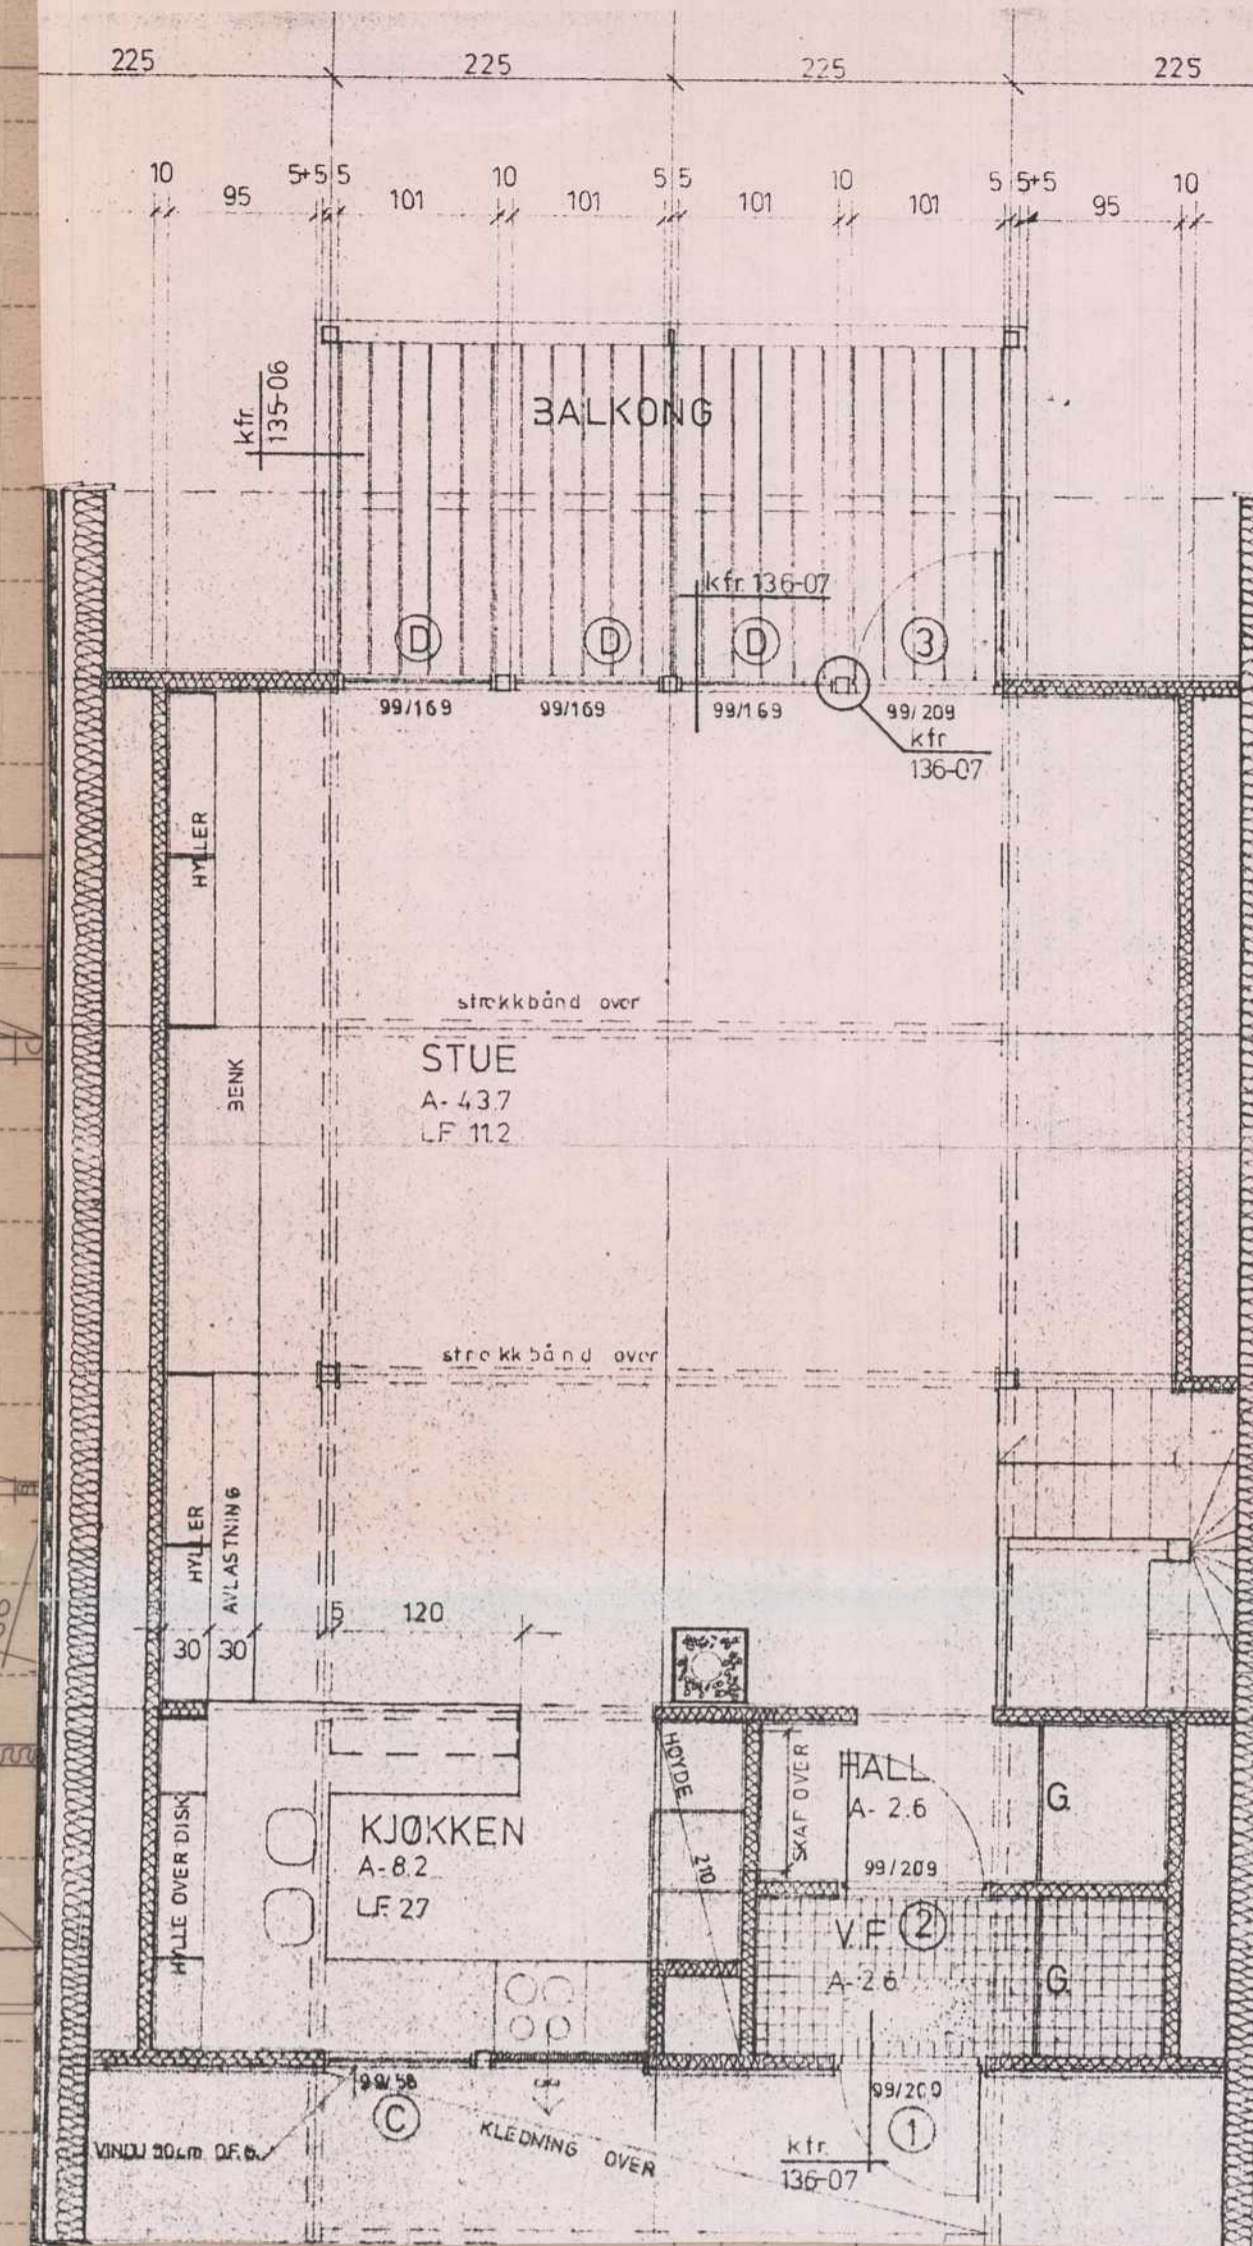 225 225 225 225
10 95 5+5 5 101 10 101 5 5 101 10 101 5 5+5 95 10
kfr.
135-06
BALKONG
kfr. 136-07
D D D 3
99/169 99/169 99/169 99/209
kfr
136-07
HYLLER
strekkbånd over
STUE
A- 43.7
L.F. 11.2
BENK
strekkbånd over
HYLLER
AVLASTNING
5 120
30 30
HØYDE
210
SKAP OVER
HALL
A- 2.6
G.
KJØKKEN
A-8.2
L.F. 27
HYLLE OVER DISK
99/209
V.F. 2
A-2.6
G.
99/58
C
99/209
1
VINDU 90cm O.F.G.
KLEDNING OVER
kfr.
136-07